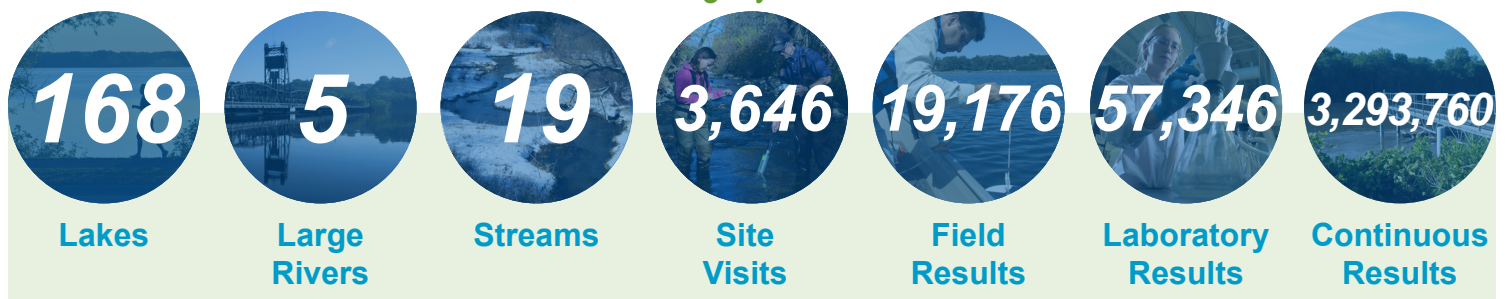 168
5
19
3,646
19,176
57,346
3,293,760
Lakes
Large
Rivers
Streams
Site
Visits
Field
Results
Laboratory
Results
Continuous
Results